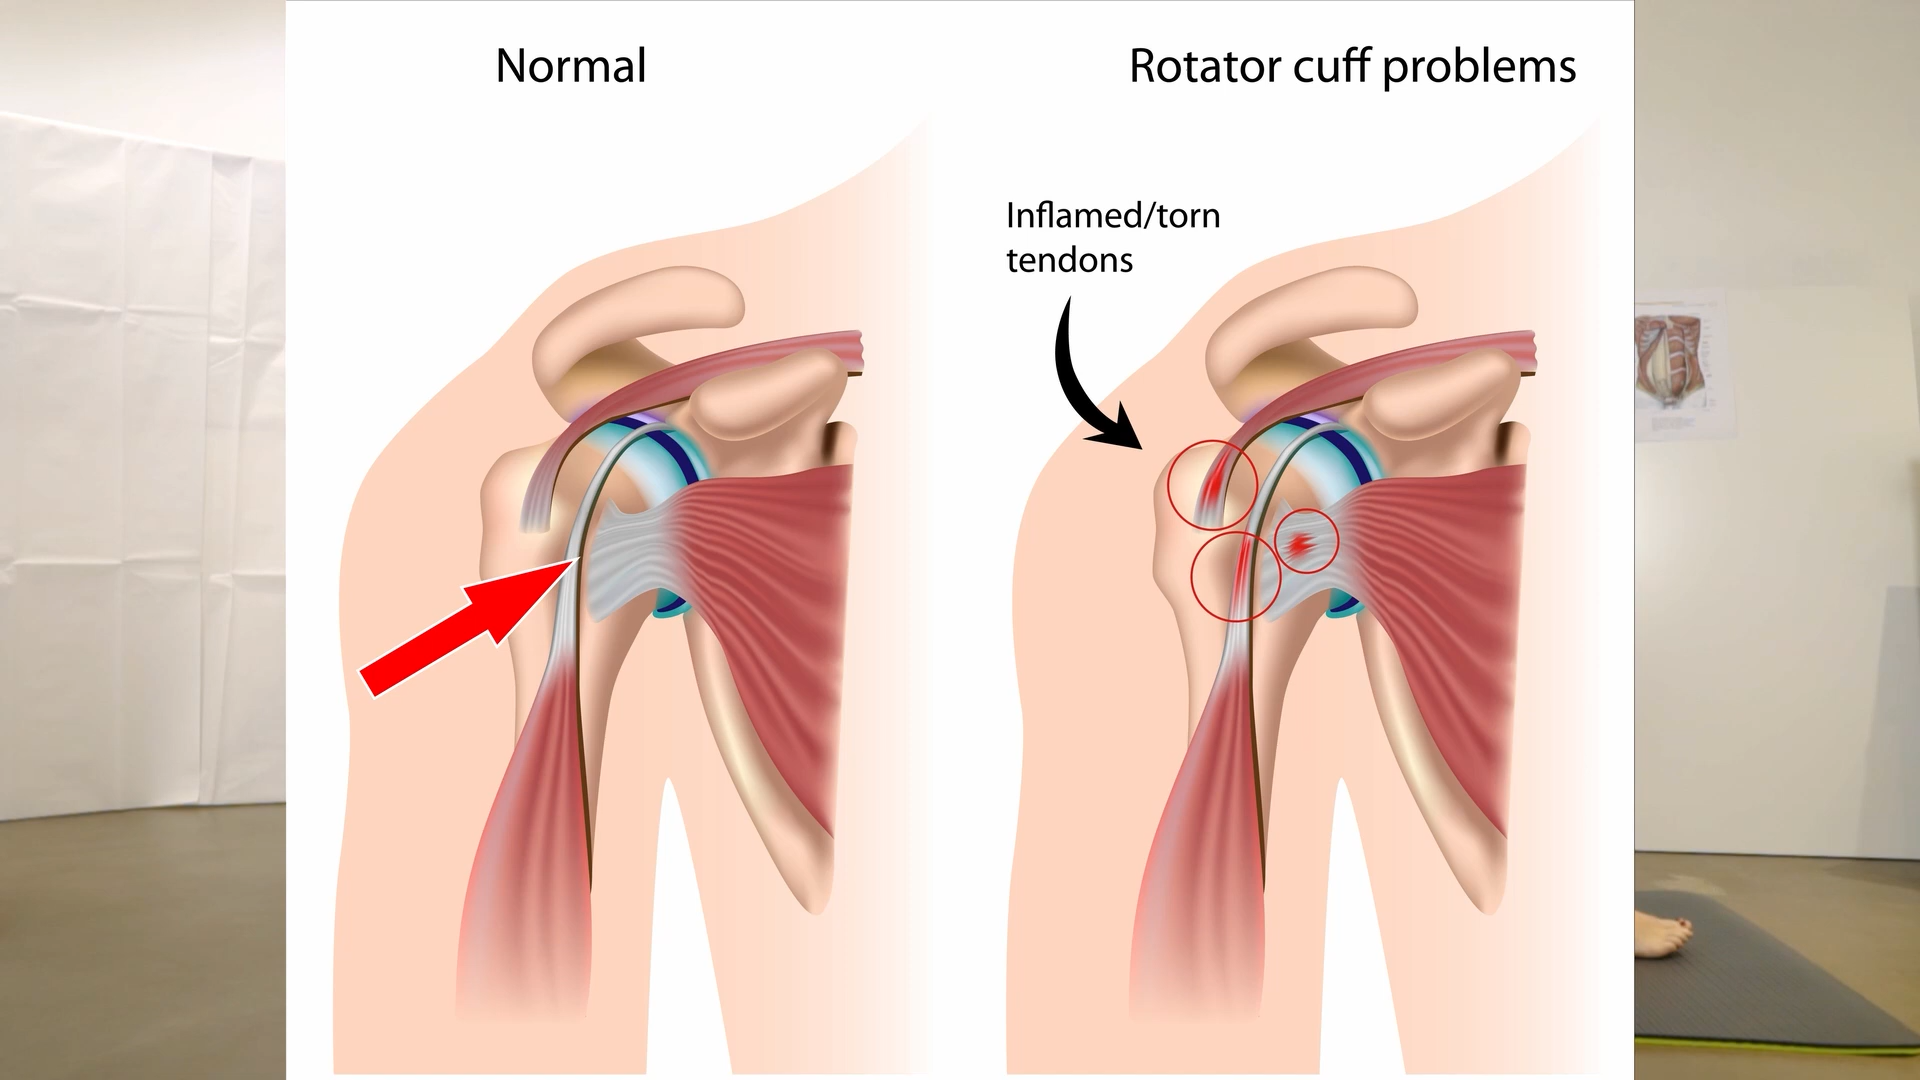 Normal
Rotator cuff problems
Inflamed/torn
tendons